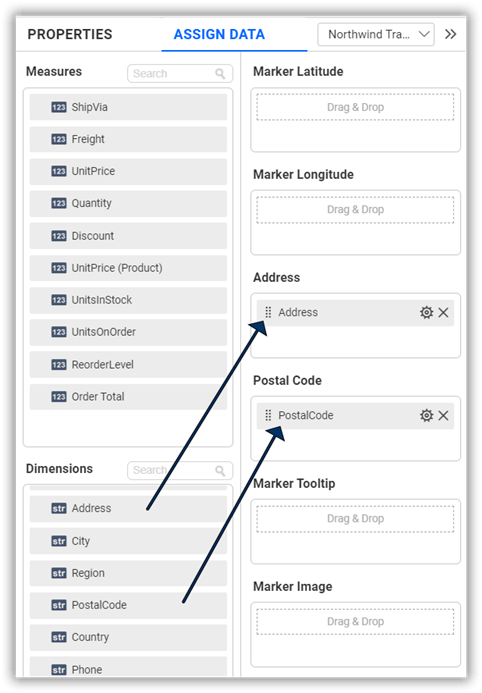 PROPERTIES
ASSIGN DATA
Northwind Tra...
Measures
Search
123 ShipVia
123 Freight
123 UnitPrice
123 Quantity
123 Discount
123 UnitPrice (Product)
123 UnitsInStock
123 UnitsOnOrder
123 ReorderLevel
123 Order Total
Dimensions
Search
str Address
str City
str Region
str PostalCode
str Country
str Phone
Marker Latitude
Drag & Drop
Marker Longitude
Drag & Drop
Address
Address
Postal Code
PostalCode
Marker Tooltip
Drag & Drop
Marker Image
Drag & Drop